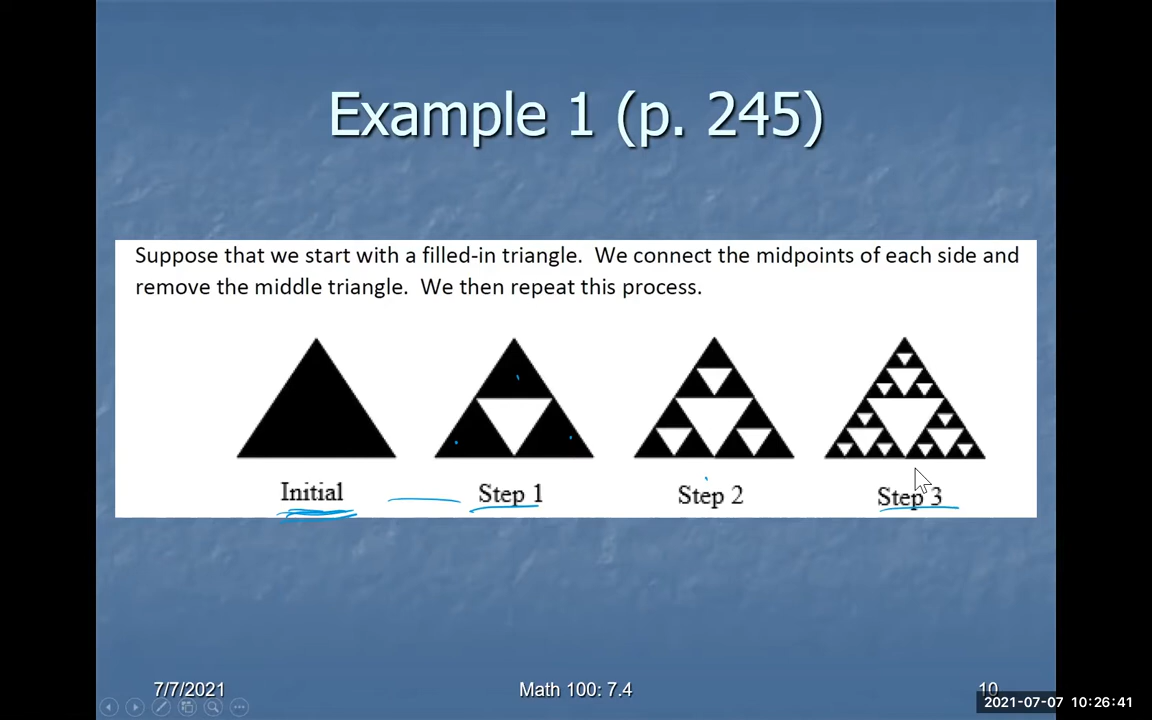 Example 1 (p. 245)
Suppose that we start with a filled-in triangle.  We connect the midpoints of each side and
remove the middle triangle.  We then repeat this process.
Initial
Step 1
Step 2
Step 3
7/7/2021
Math 100: 7.4
10
2021-07-07 10:26:41